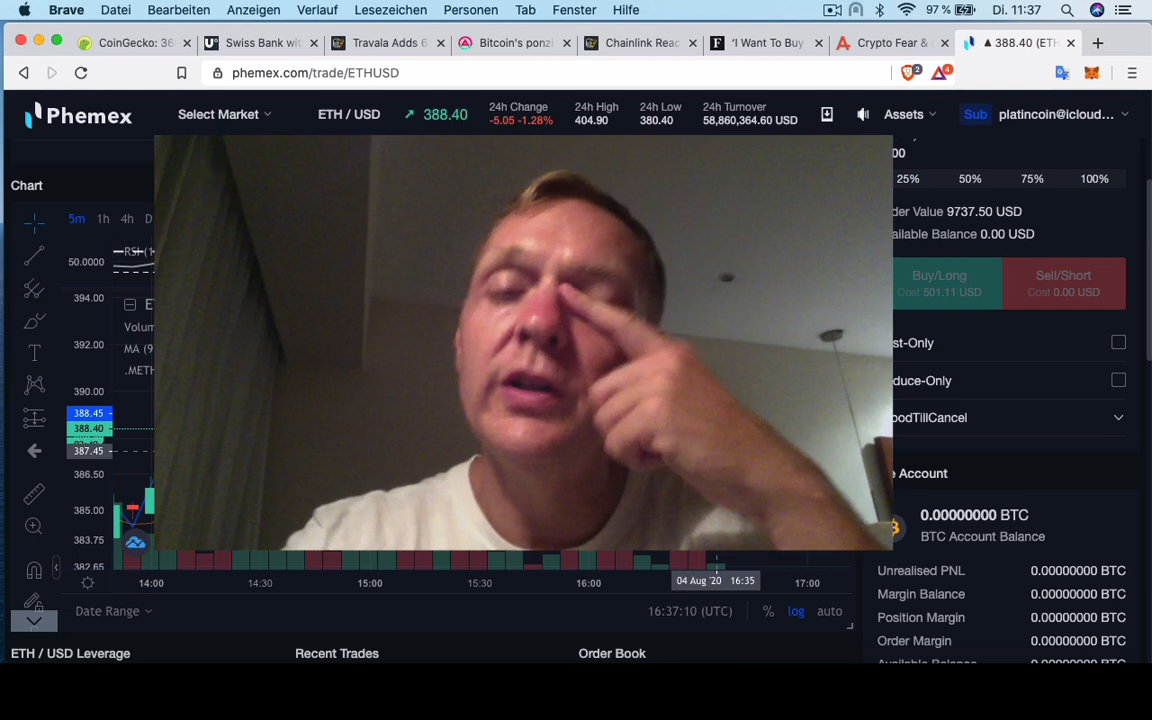 Brave Datei Bearbeiten Anzeigen Verlauf Lesezeichen Personen Tab Fenster Hilfe 97 % Di. 11:37
CoinGecko: 36 Swiss Bank wit Travala Adds 6 Bitcoin's ponzi Chainlink Reac 'I Want To Buy Crypto Fear & 388.40 (ETH
phemex.com/trade/ETHUSD 2 4
Phemex Select Market ETH / USD 388.40 24h Change 24h High 24h Low 24h Turnover Assets Sub platincoin@icloud...
-5.05 -1.28% 404.90 380.40 58,860,364.60 USD
00
25% 50% 75% 100%
Chart
5m 1h 4h D
der Value 9737.50 USD
ailable Balance 0.00 USD
RSI (1
50.0000
Buy/Long Sell/Short
Cost 501.11 USD Cost 0.00 USD
394.00 E
Volum
392.00 MA (9
.METH
390.00
st-Only
duce-Only
oodTillCancel
388.45
388.40
387.45
386.50
385.00
383.75
382.65
e Account
0.00000000 BTC
BTC Account Balance
Unrealised PNL 0.00000000 BTC
Margin Balance 0.00000000 BTC
Position Margin 0.00000000 BTC
Order Margin 0.00000000 BTC
14:00 14:30 15:00 15:30 16:00 04 Aug '20 16:35 17:00
Date Range 16:37:10 (UTC) % log auto
ETH / USD Leverage Recent Trades Order Book